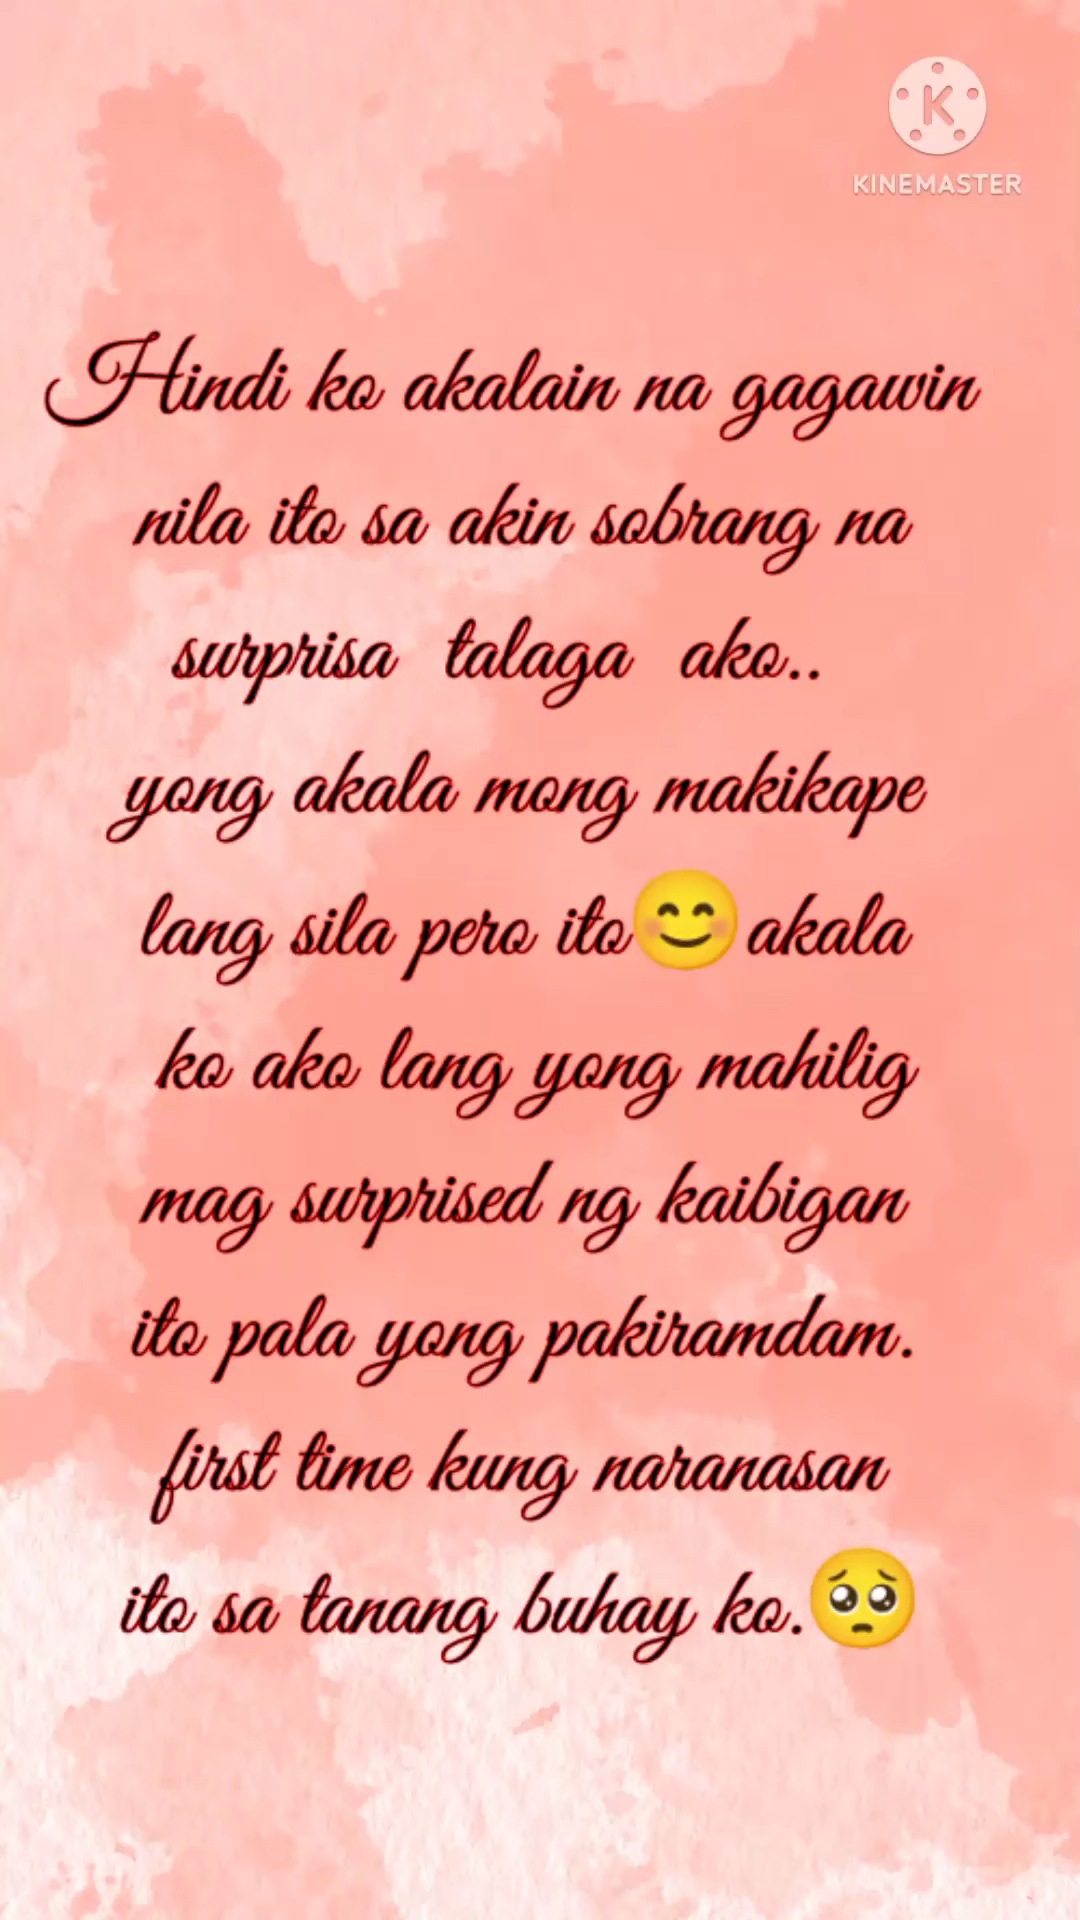 KINEMASTER
Hindi ko akalain na gagawin
nila ito sa akin sobrang na
surprisa talaga ako..
yong akala mong makikape
lang sila pero ito😊akala
ko ako lang yong mahilig
mag surprised ng kaibigan
ito pala yong pakiramdam.
first time kung naranasan
ito sa tanang buhay ko.🥺